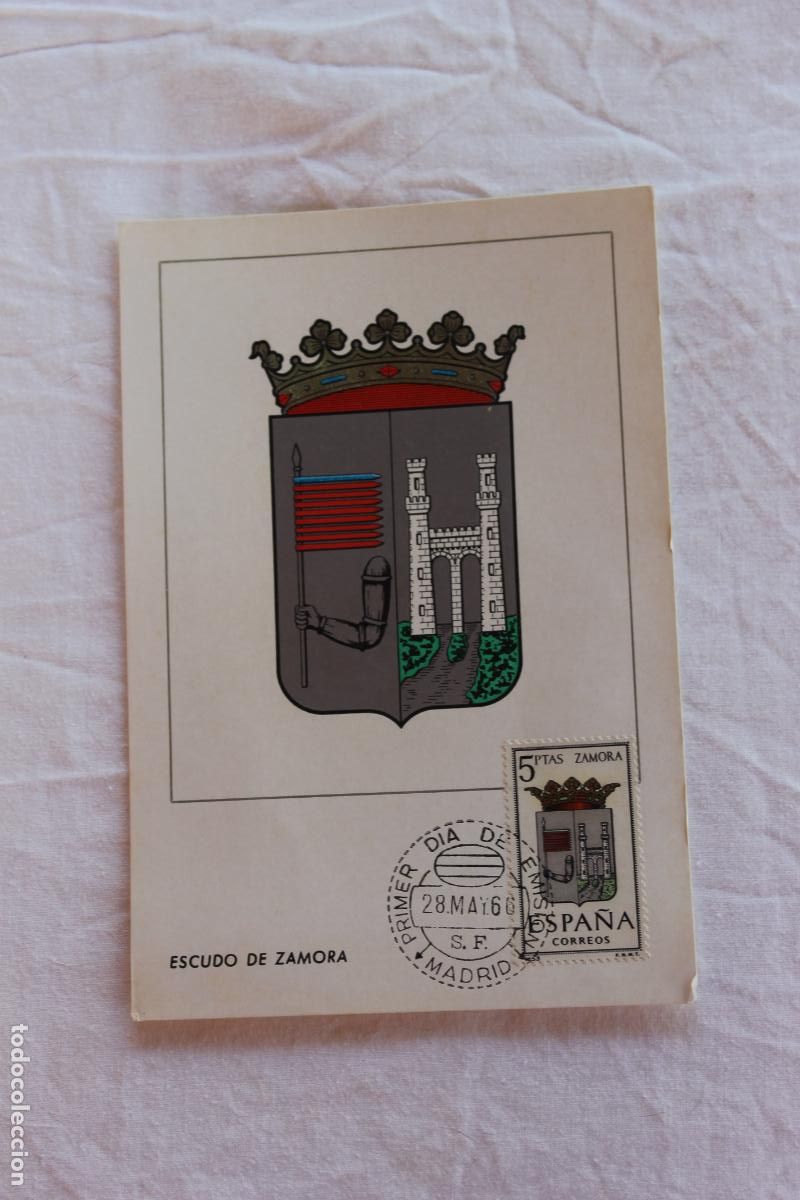 5 PTAS ZAMORA
ESPAÑA
CORREOS
F.N.M.T.
PRIMER DIA DE EMISION
28.MAY.66
S. F.
MADRID
ESCUDO DE ZAMORA
todocoleccion